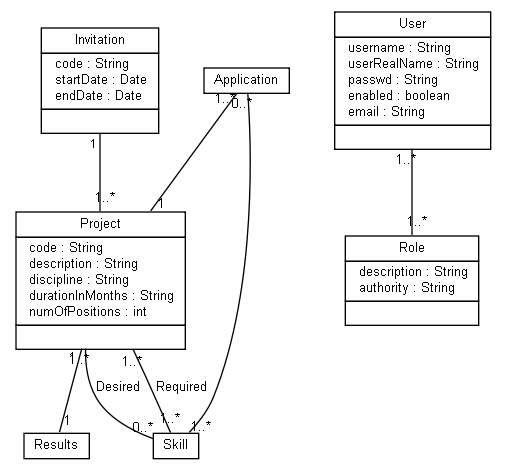 Invitation
code : String
startDate : Date
endDate : Date
1
1..*
Application
1..*
0..*
1
Project
code : String
description : String
discipline : String
durationInMonths : String
numOfPositions : int
1..*
1..*
Desired
Required
1
0..*
1..*
1..*
Results
Skill
User
username : String
userRealName : String
passwd : String
enabled : boolean
email : String
1..*
1..*
Role
description : String
authority : String